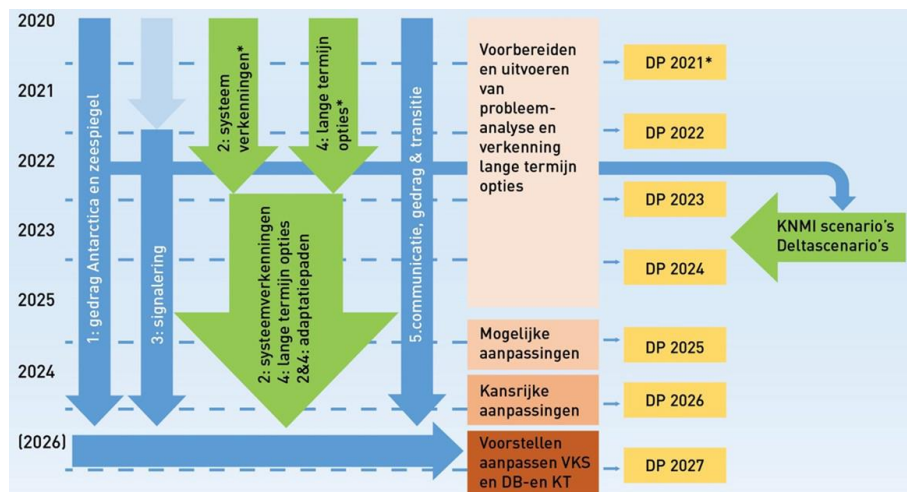 2020
2021
2022
2023
2025
2024
(2026)
1: gedrag Antarctica en zeespiegel
3: signalering
2: systeem
verkenningen*
4: lange termijn
opties*
2: systeemverkenningen
4: lange termijn opties
2&4: adaptatiepaden
5.communicatie, gedrag & transitie
Voorbereiden
en uitvoeren
van
probleem-
analyse en
verkenning
lange termijn
opties
Mogelijke
aanpassingen
Kansrijke
aanpassingen
Voorstellen
aanpassen VKS
en DB-en KT
DP 2021*
DP 2022
DP 2023
DP 2024
DP 2025
DP 2026
DP 2027
KNMI scenario's
Deltascenario's